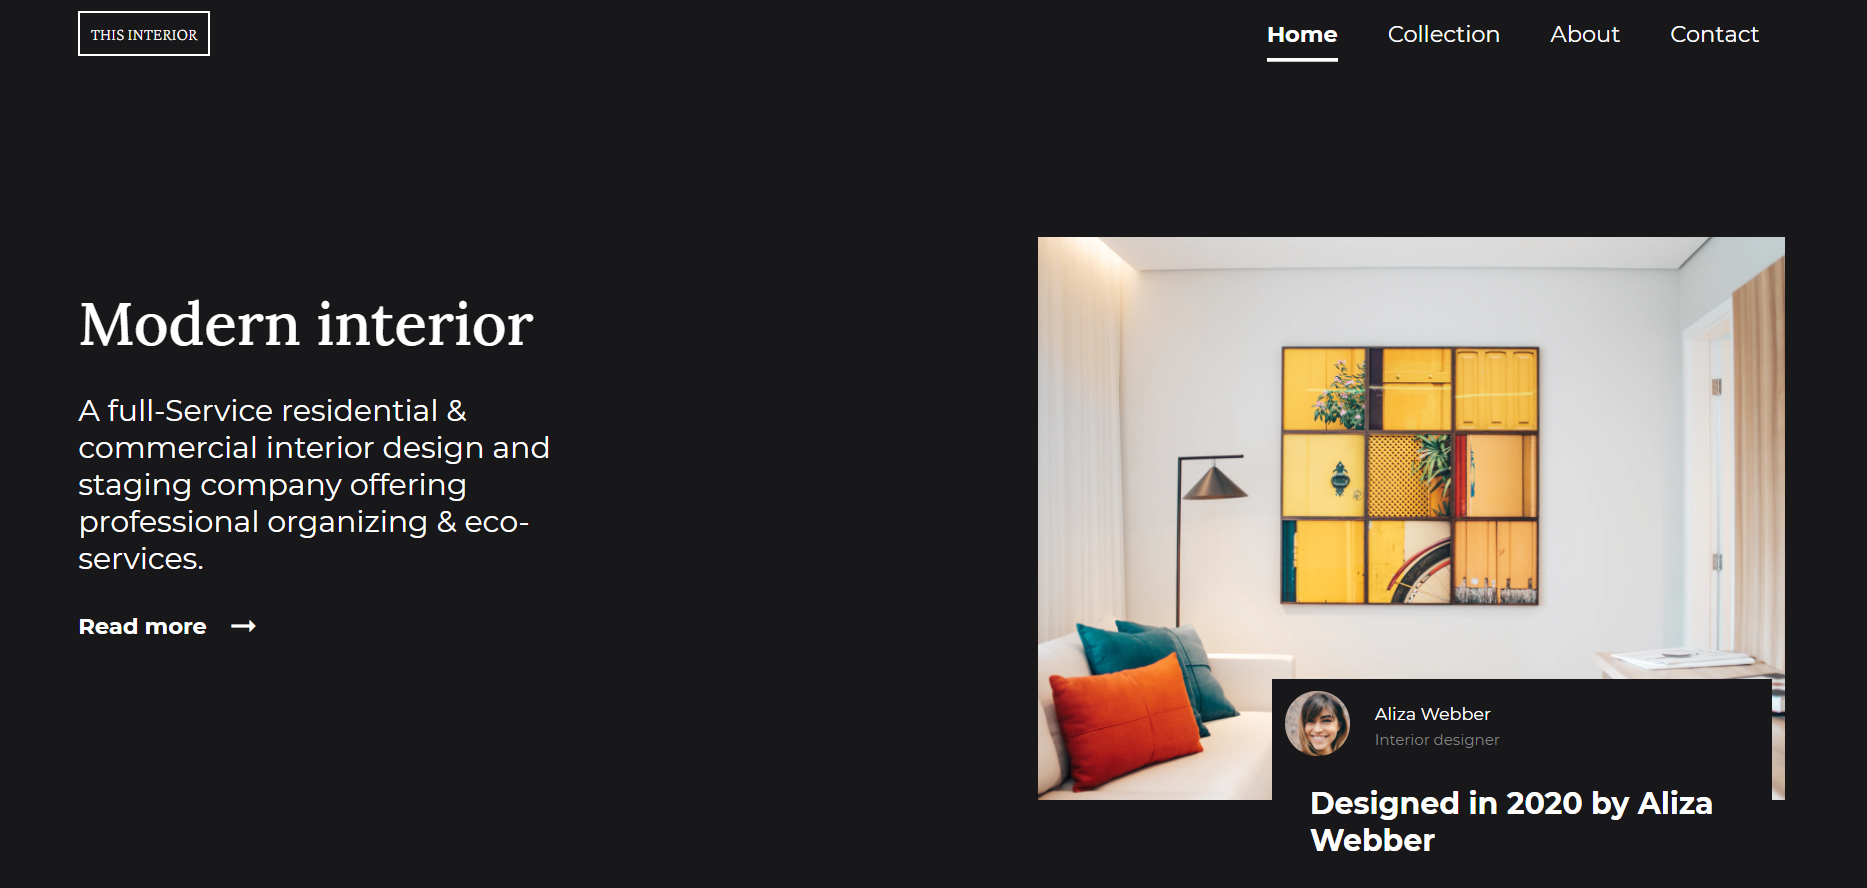 THIS INTERIOR
Home Collection About Contact
Modern interior
A full-Service residential &
commercial interior design and
staging company offering
professional organizing & eco-
services.
Read more
Aliza Webber
Interior designer
Designed in 2020 by Aliza
Webber